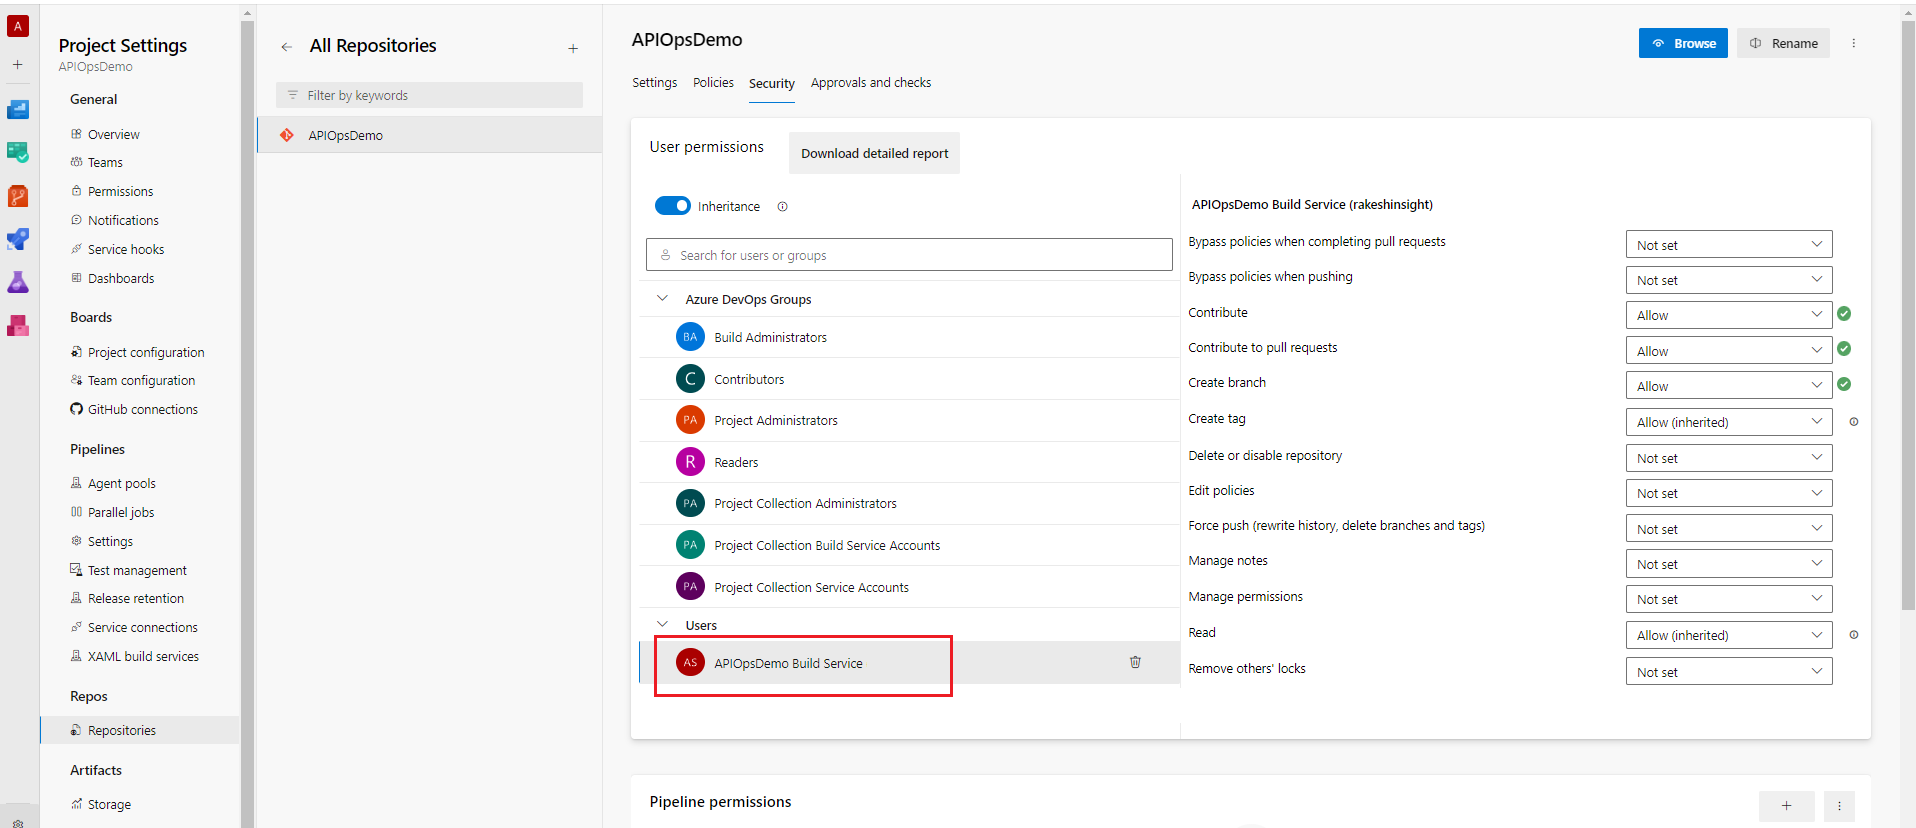 A
Project Settings
APIOpsDemo
General
Overview
Teams
Permissions
Notifications
Service hooks
Dashboards
Boards
Project configuration
Team configuration
GitHub connections
Pipelines
Agent pools
Parallel jobs
Settings
Test management
Release retention
Service connections
XAML build services
Repos
Repositories
Artifacts
Storage
All Repositories
Filter by keywords
APIOpsDemo
APIOpsDemo
Browse
Rename
Settings Policies Security Approvals and checks
User permissions
Download detailed report
Inheritance
Search for users or groups
Azure DevOps Groups
BA Build Administrators
C Contributors
PA Project Administrators
R Readers
PA Project Collection Administrators
PA Project Collection Build Service Accounts
PA Project Collection Service Accounts
Users
AS APIOpsDemo Build Service
APIOpsDemo Build Service (rakeshinsight)
Bypass policies when completing pull requests Not set
Bypass policies when pushing Not set
Contribute Allow
Contribute to pull requests Allow
Create branch Allow
Create tag Allow (inherited)
Delete or disable repository Not set
Edit policies Not set
Force push (rewrite history, delete branches and tags) Not set
Manage notes Not set
Manage permissions Not set
Read Allow (inherited)
Remove others' locks Not set
Pipeline permissions